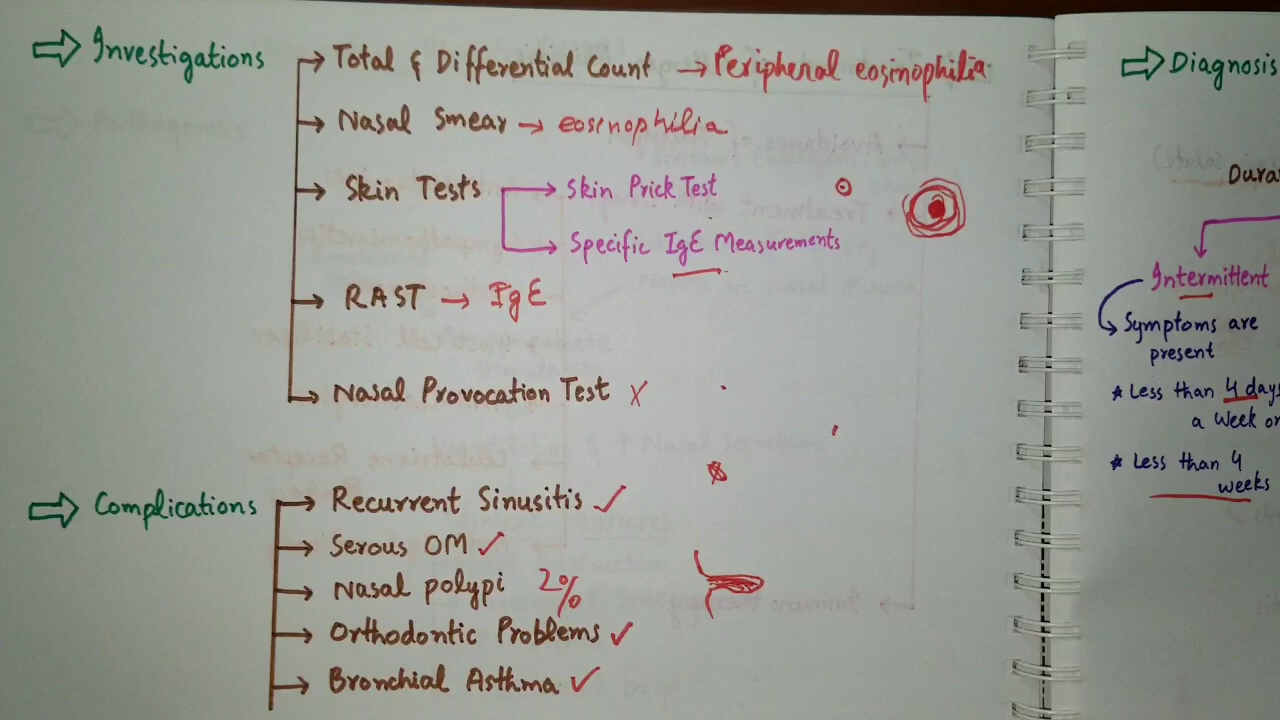 ⇒ Investigations
→ Total & Differential Count → Peripheral eosinophilia
→ Nasal Smear → eosinophilia
→ Skin Tests → Skin Prick Test
→ Specific IgE Measurements
→ RAST → IgE
→ Nasal Provocation Test X
⇒ Complications
→ Recurrent Sinusitis ✓
→ Serous OM ✓
→ Nasal polypi 2%
→ Orthodontic Problems ✓
→ Bronchial Asthma ✓
⇒ Diagnosis
Intermittent
Symptoms are
present
* Less than 4 days
a week or
* Less than 4
weeks